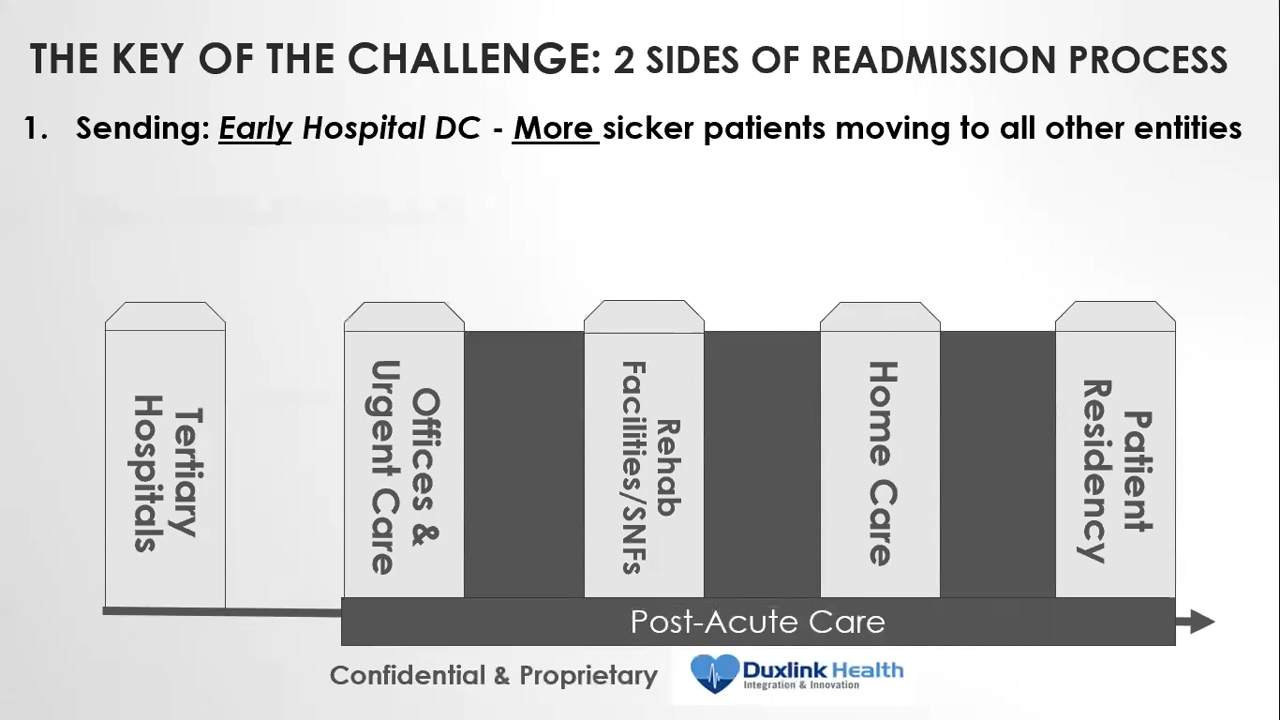 THE KEY OF THE CHALLENGE: 2 SIDES OF READMISSION PROCESS
1. Sending: Early Hospital DC - More sicker patients moving to all other entities
Tertiary
Hospitals
Offices &
Urgent Care
Rehab
Facilities/SNFs
Home Care
Patient
Residency
Post-Acute Care
Confidential & Proprietary
Duxlink Health
Integration & Innovation